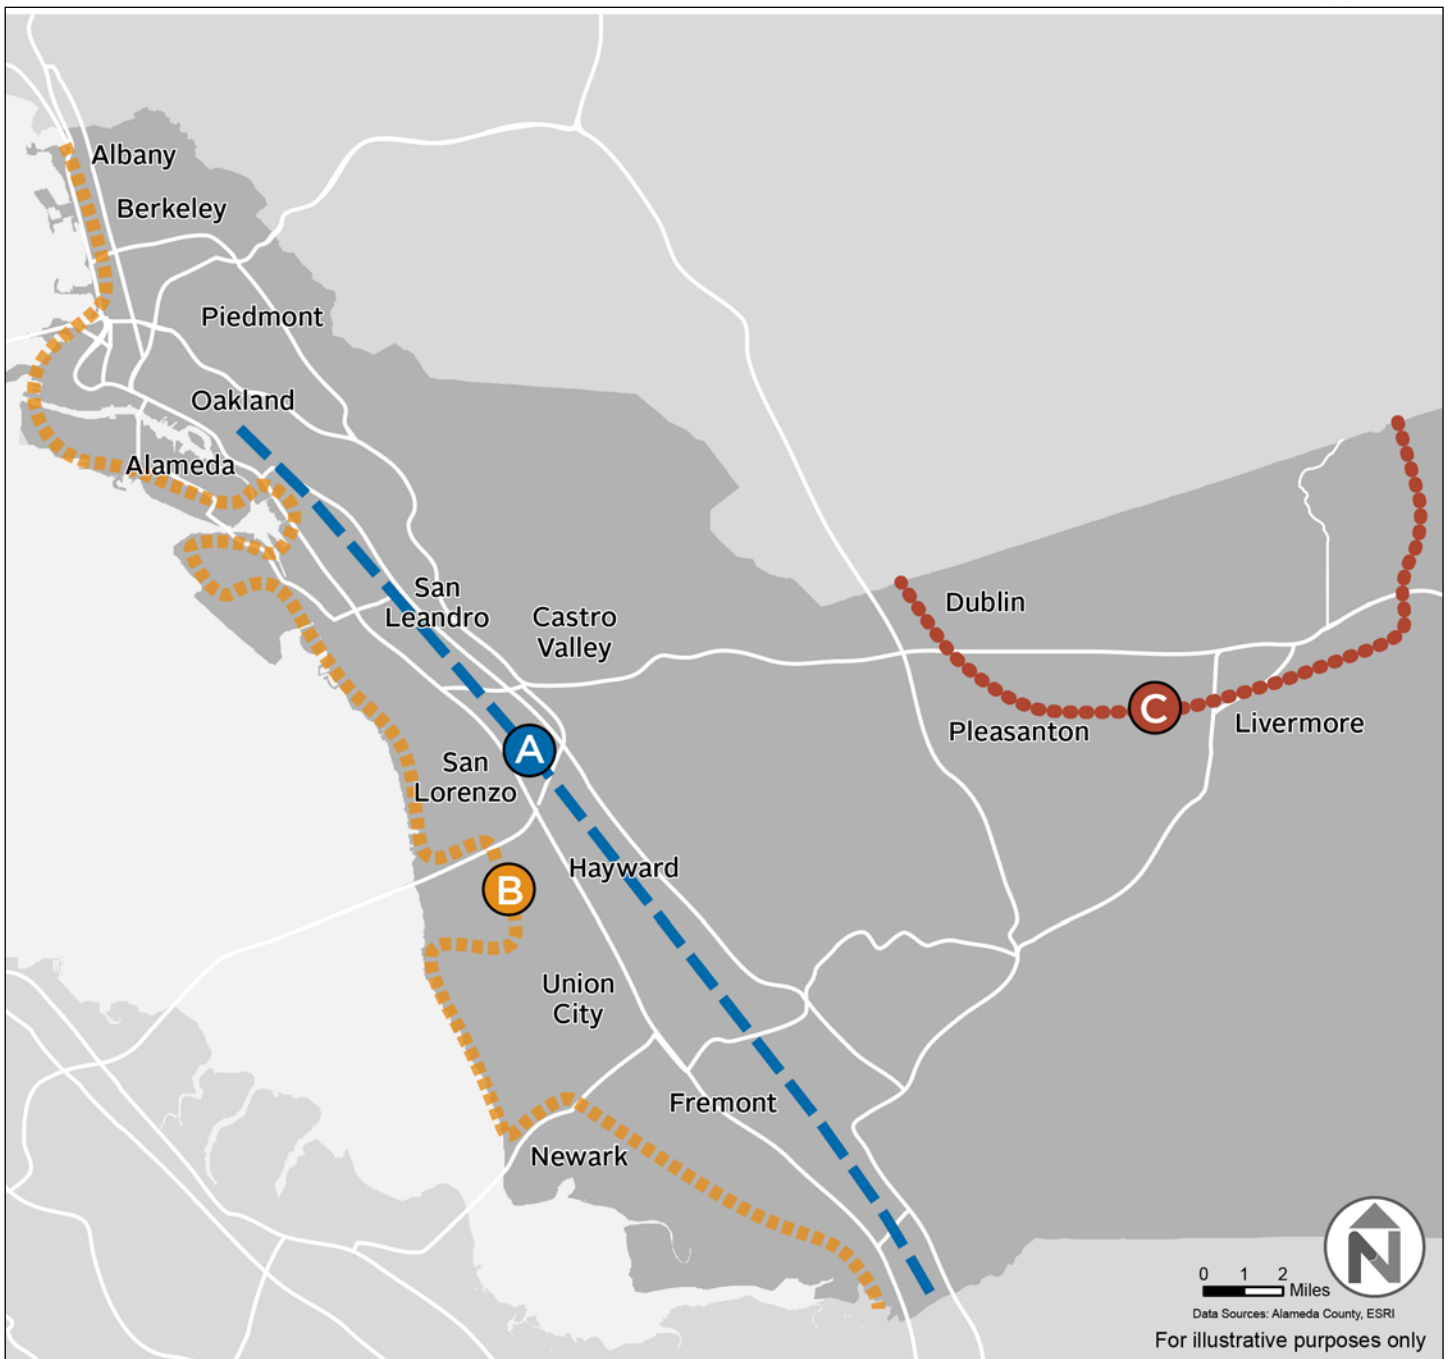 Albany
Berkeley
Piedmont
Oakland
Alameda
San
Leandro
Castro
Valley
Dublin
C
Pleasanton
Livermore
A
San
Lorenzo
Hayward
B
Union
City
Fremont
Newark
N
0 1 2
Miles
Data Sources: Alameda County, ESRI
For illustrative purposes only